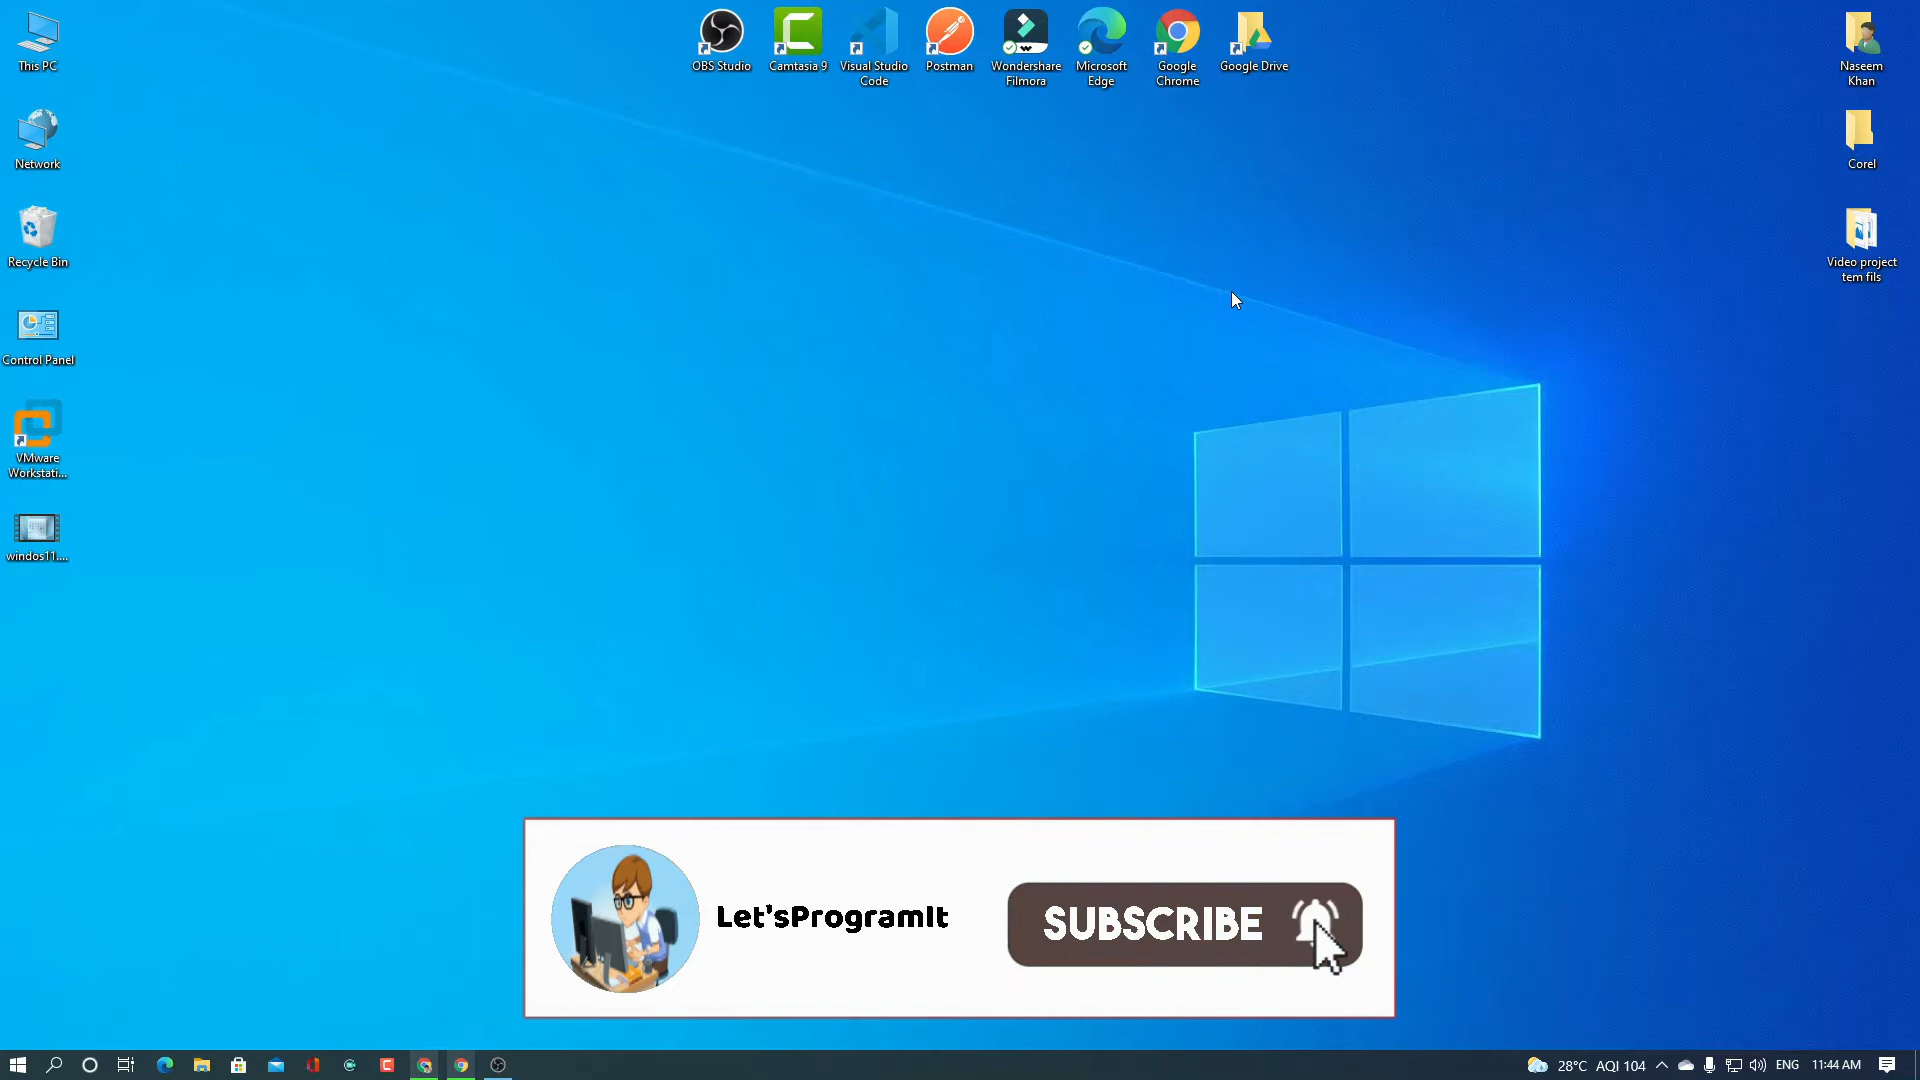 This PC
Network
Recycle Bin
Control Panel
VMware
Workstati...
windos11....
OBS Studio
Camtasia 9
Visual Studio
Code
Postman
Wondershare
Filmora
Microsoft
Edge
Google
Chrome
Google Drive
Naseem
Khan
Corel
Video project
tem fils
Let'sProgramIt
SUBSCRIBE
28°C AQI 104
ENG
11:44 AM